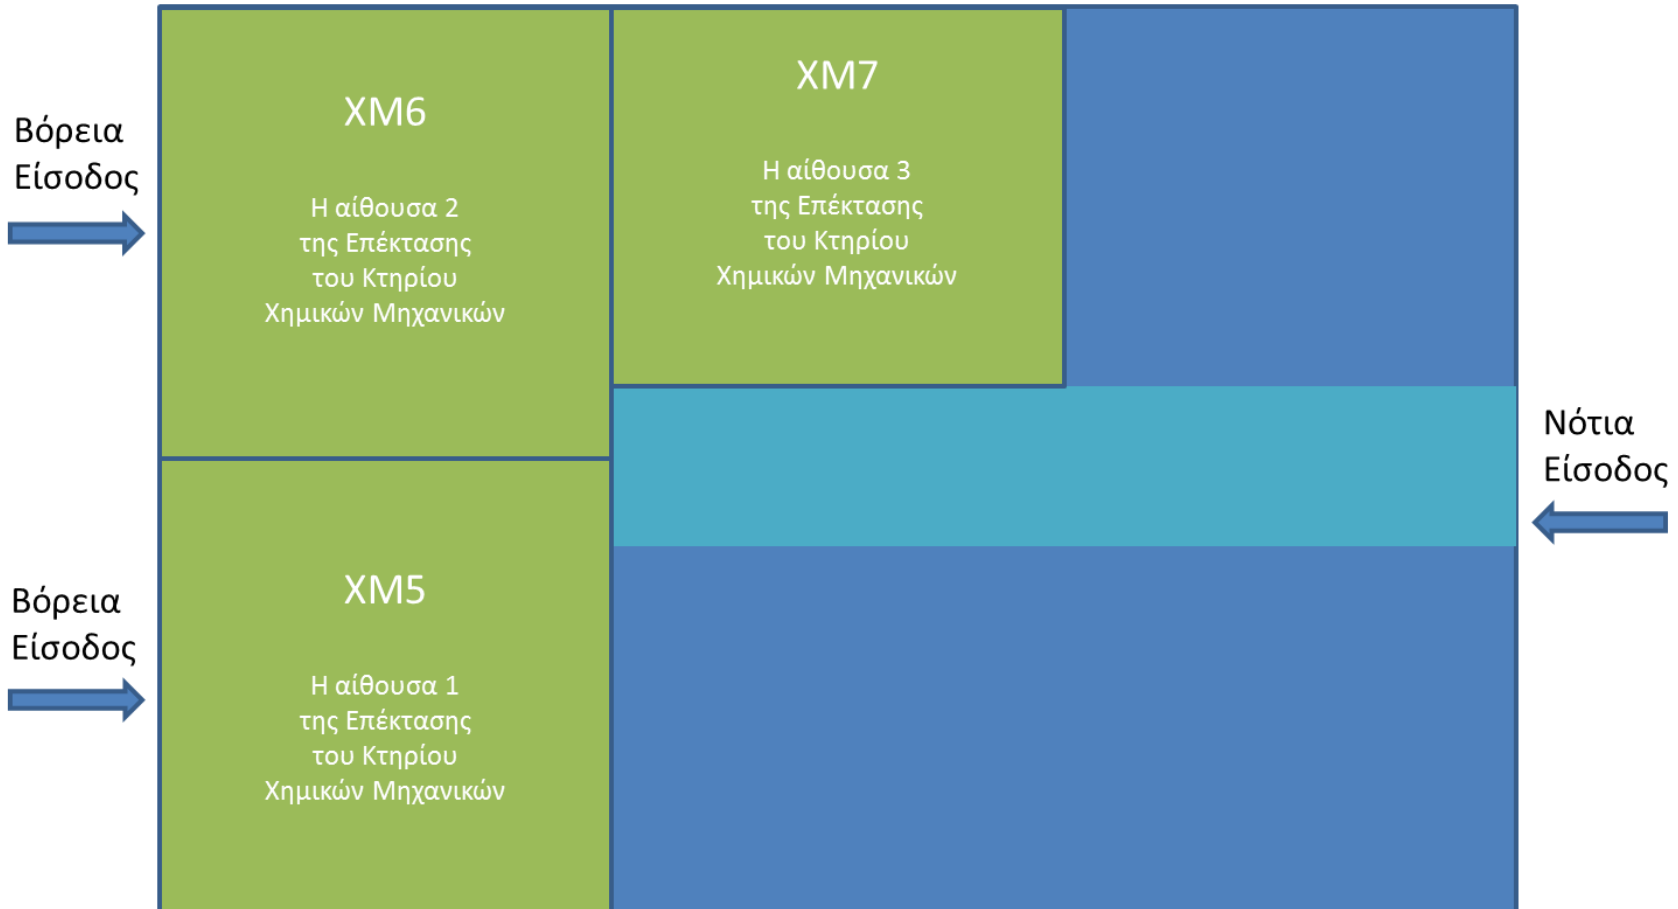 Βόρεια
Είσοδος
ΧΜ6
Η αίθουσα 2
της Επέκτασης
του Κτηρίου
Χημικών Μηχανικών
ΧΜ7
Η αίθουσα 3
της Επέκτασης
του Κτηρίου
Χημικών Μηχανικών
Νότια
Είσοδος
Βόρεια
Είσοδος
ΧΜ5
Η αίθουσα 1
της Επέκτασης
του Κτηρίου
Χημικών Μηχανικών